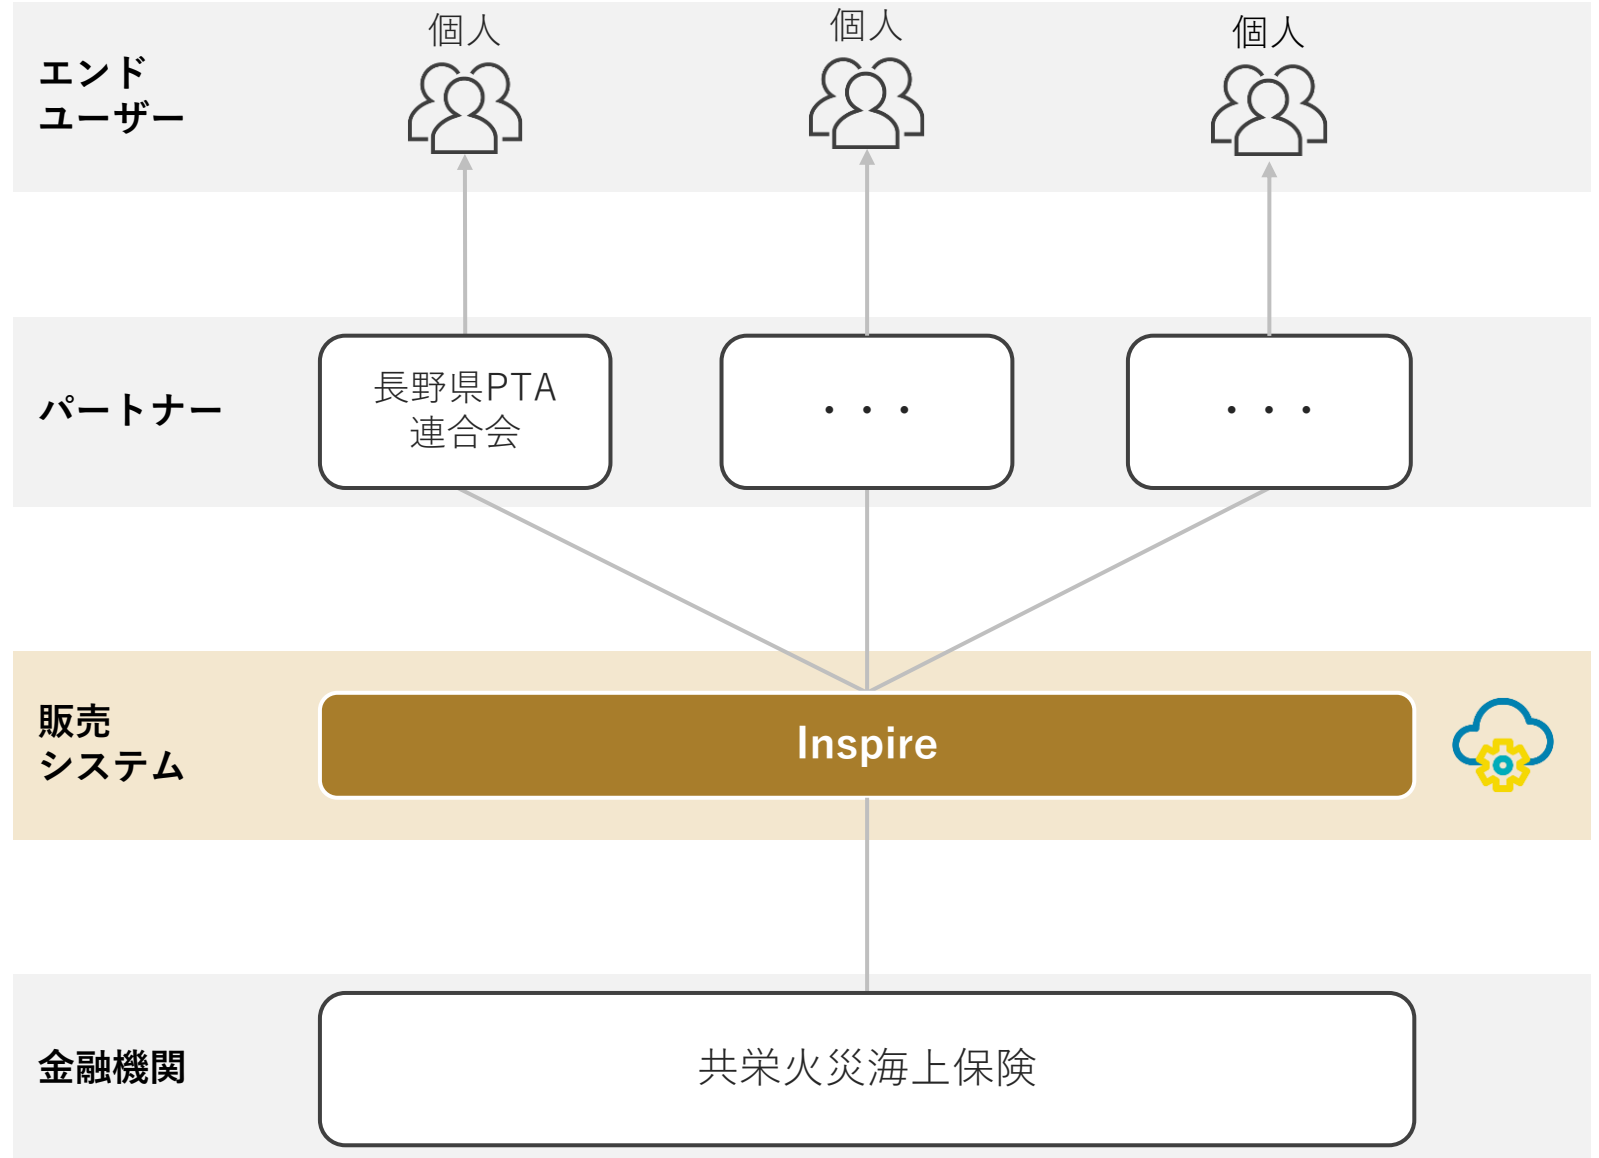 個人
個人
個人
エンド
ユーザー
パートナー
長野県PTA
連合会
・・・
・・・
販売
システム
Inspire
金融機関
共栄火災海上保険